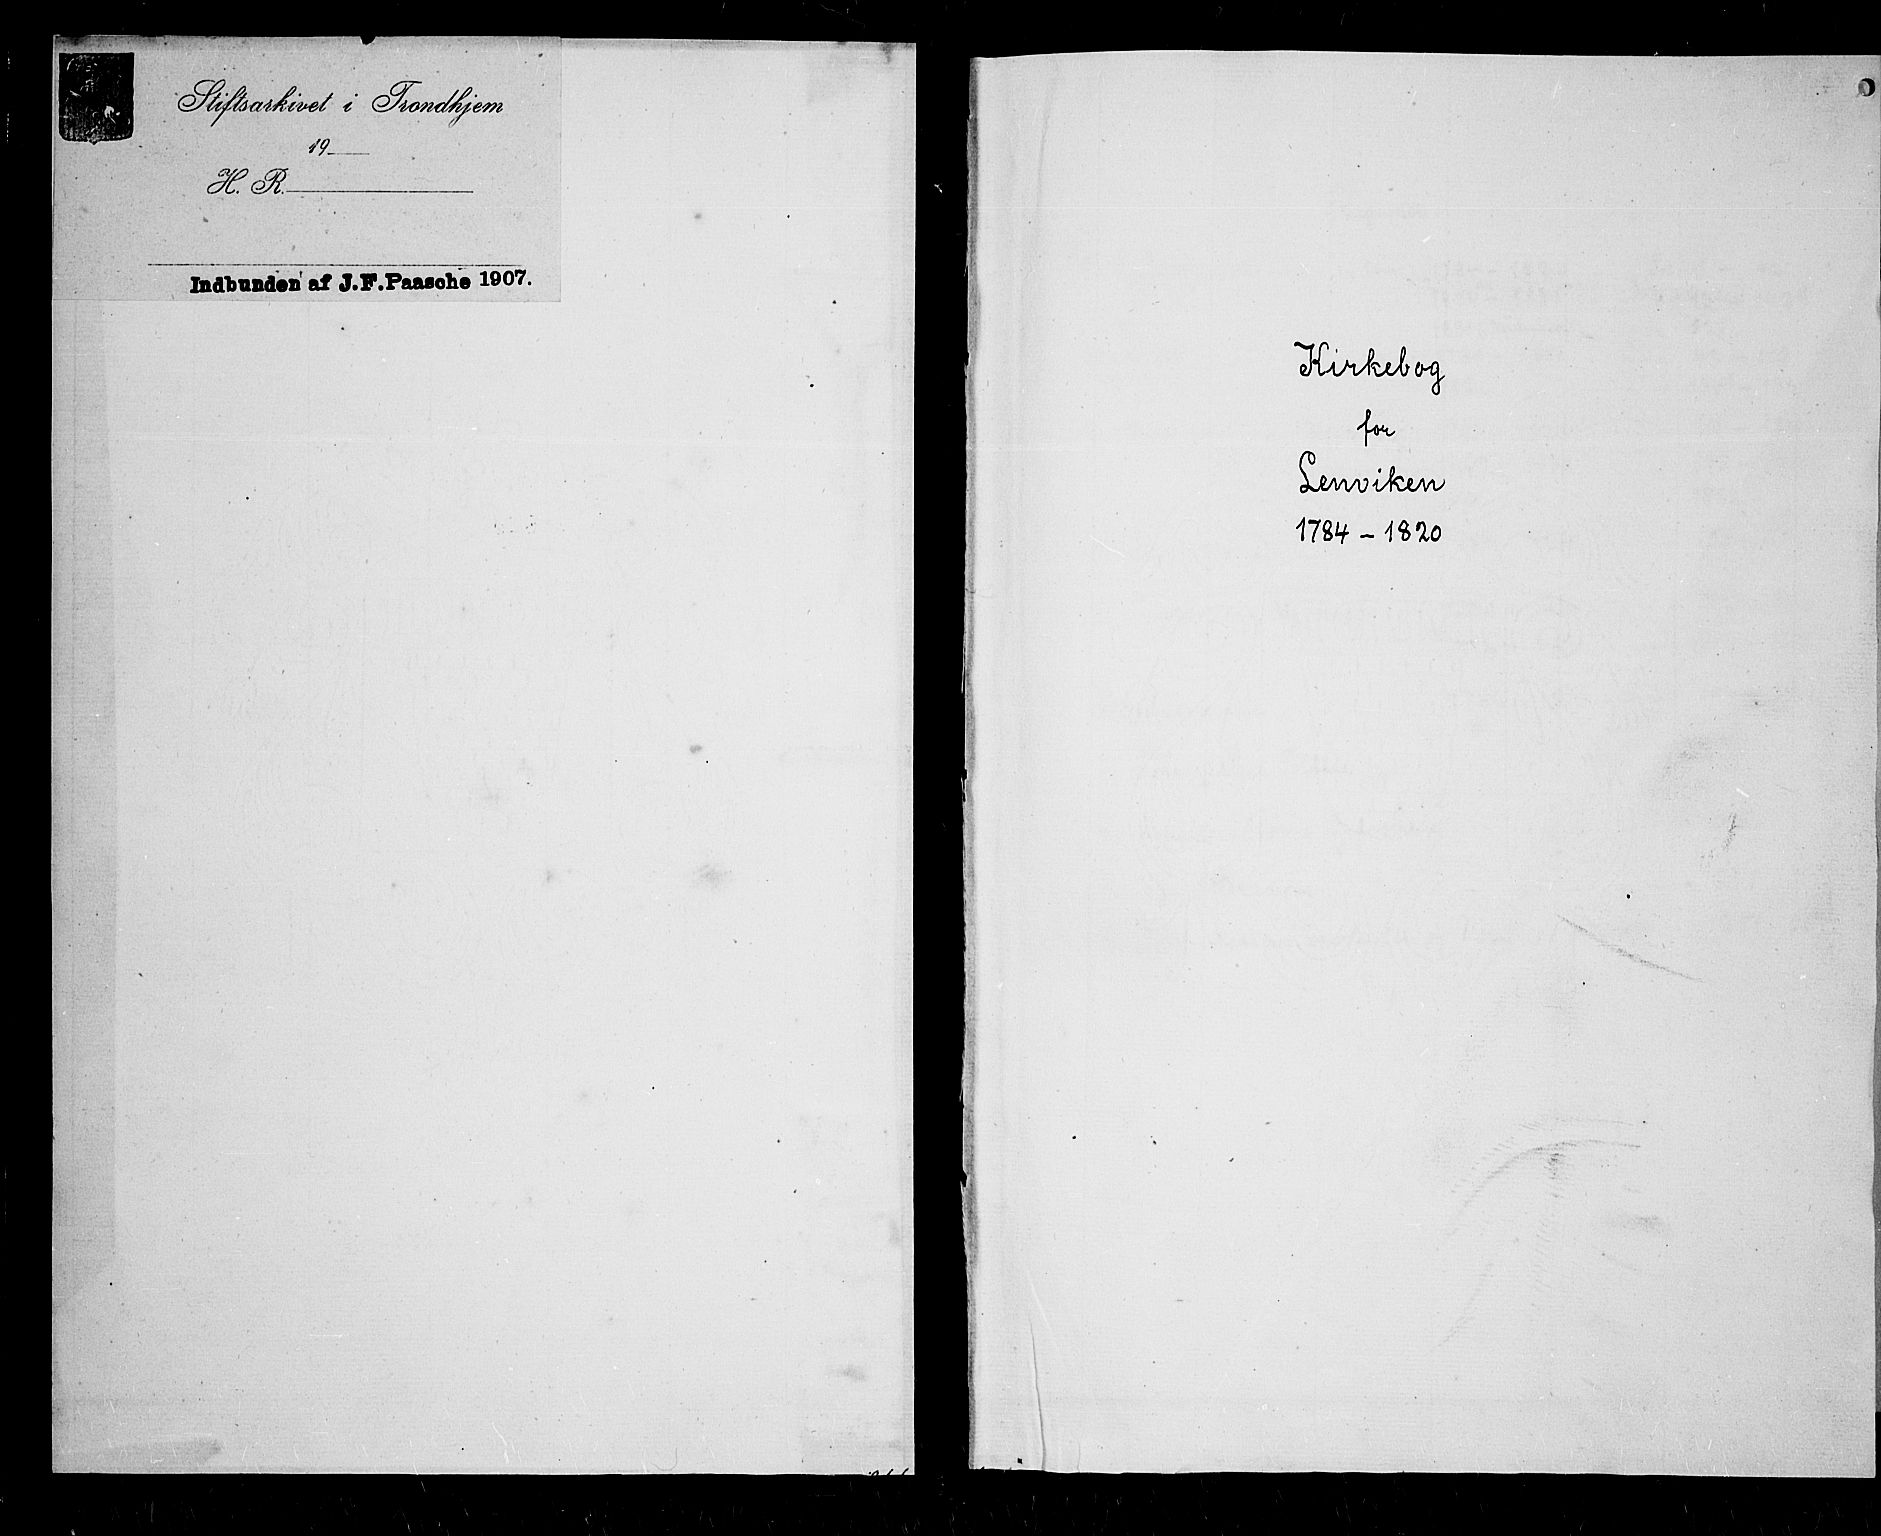 Stiftsarkivet i Trondhjem
19
H. R.
Indbunden af J.F.Paasche 1907.
Kirkebog
for
Lenviken
1784 – 1820